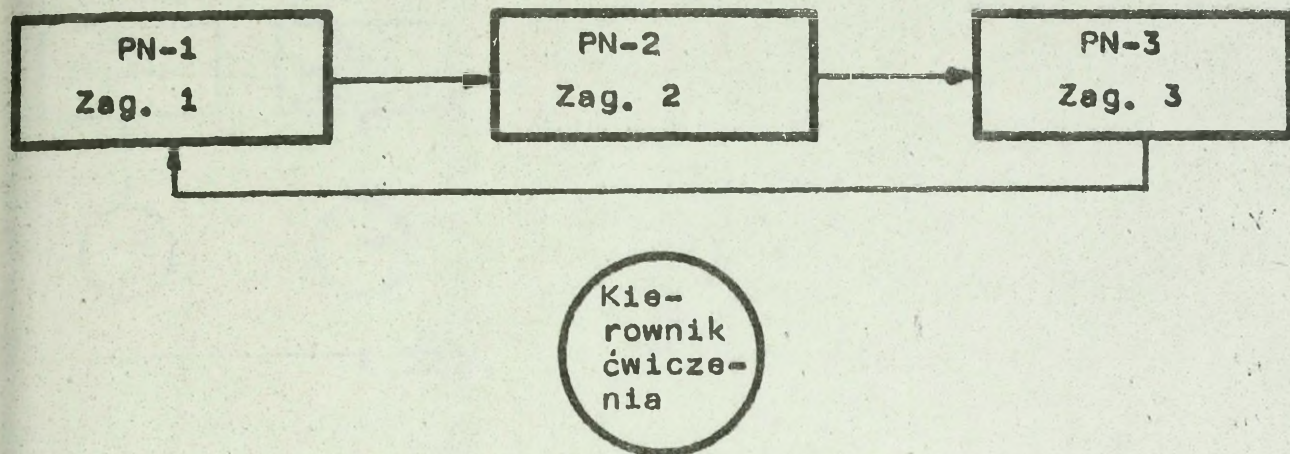 PN-1
Zag. 1
PN-2
Zag. 2
PN-3
Zag. 3
Kie-
rownik
ćwicze-
nia